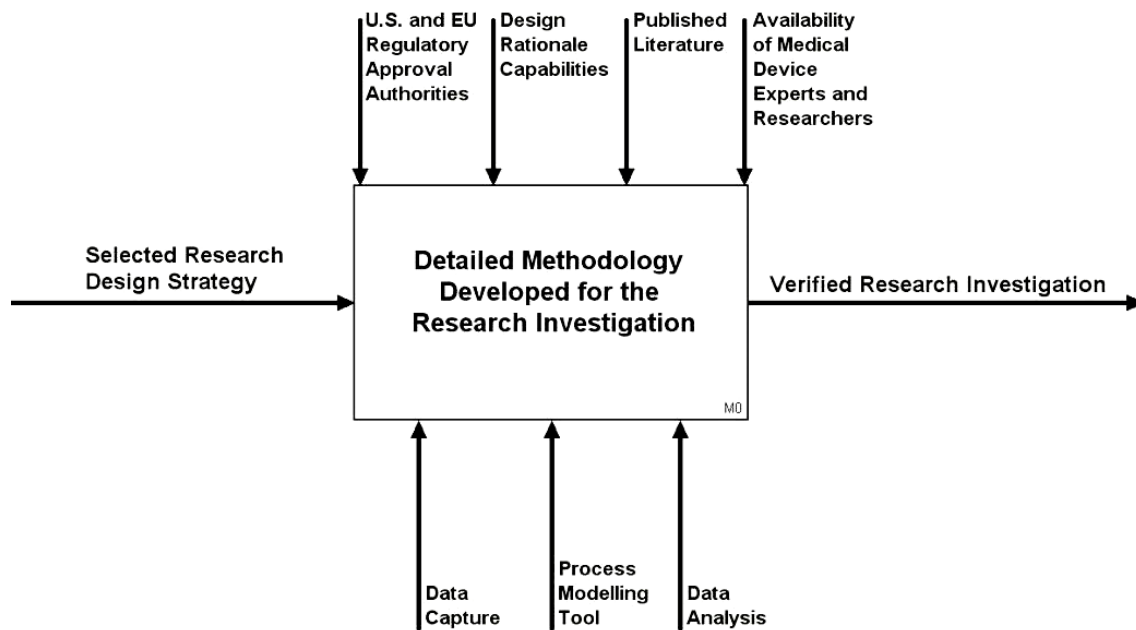 U.S. and EU
Regulatory
Approval
Authorities
Design
Rationale
Capabilities
Published
Literature
Availability
of Medical
Device
Experts and
Researchers
Selected Research
Design Strategy
Detailed Methodology
Developed for the
Research Investigation
M0
Verified Research Investigation
Data
Capture
Process
Modelling
Tool
Data
Analysis